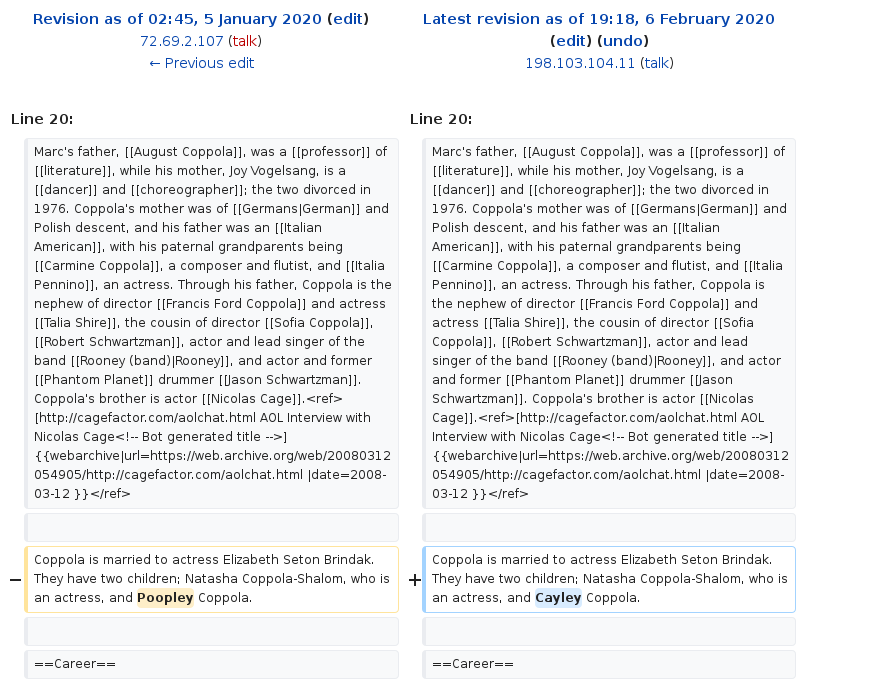 Revision as of 02:45, 5 January 2020 (edit)
72.69.2.107 (talk)
← Previous edit
Latest revision as of 19:18, 6 February 2020
(edit) (undo)
198.103.104.11 (talk)
Line 20:
Marc's father, [[August Coppola]], was a [[professor]] of
[[literature]], while his mother, Joy Vogelsang, is a
[[dancer]] and [[choreographer]]; the two divorced in
1976. Coppola's mother was of [[Germans|German]] and
Polish descent, and his father was an [[Italian
American]], with his paternal grandparents being
[[Carmine Coppola]], a composer and flutist, and [[Italia
Pennino]], an actress. Through his father, Coppola is the
nephew of director [[Francis Ford Coppola]] and actress
[[Talia Shire]], the cousin of director [[Sofia Coppola]],
[[Robert Schwartzman]], actor and lead singer of the
band [[Rooney (band)|Rooney]], and actor and former
[[Phantom Planet]] drummer [[Jason Schwartzman]].
Coppola's brother is actor [[Nicolas Cage]].<ref>
[http://cagefactor.com/aolchat.html AOL Interview with
Nicolas Cage<!-- Bot generated title -->]
{{webarchive|url=https://web.archive.org/web/20080312
054905/http://cagefactor.com/aolchat.html |date=2008-
03-12 }}</ref>
− Coppola is married to actress Elizabeth Seton Brindak.
They have two children; Natasha Coppola-Shalom, who is
an actress, and Poopley Coppola.
==Career==
Line 20:
Marc's father, [[August Coppola]], was a [[professor]] of
[[literature]], while his mother, Joy Vogelsang, is a
[[dancer]] and [[choreographer]]; the two divorced in
1976. Coppola's mother was of [[Germans|German]] and
Polish descent, and his father was an [[Italian
American]], with his paternal grandparents being
[[Carmine Coppola]], a composer and flutist, and [[Italia
Pennino]], an actress. Through his father, Coppola is
the nephew of director [[Francis Ford Coppola]] and
actress [[Talia Shire]], the cousin of director [[Sofia
Coppola]], [[Robert Schwartzman]], actor and lead
singer of the band [[Rooney (band)|Rooney]], and actor
and former [[Phantom Planet]] drummer [[Jason
Schwartzman]]. Coppola's brother is actor [[Nicolas
Cage]].<ref>[http://cagefactor.com/aolchat.html AOL
Interview with Nicolas Cage<!-- Bot generated title -->]
{{webarchive|url=https://web.archive.org/web/20080312
054905/http://cagefactor.com/aolchat.html |date=2008-
03-12 }}</ref>
+ Coppola is married to actress Elizabeth Seton Brindak.
They have two children; Natasha Coppola-Shalom, who is
an actress, and Cayley Coppola.
==Career==